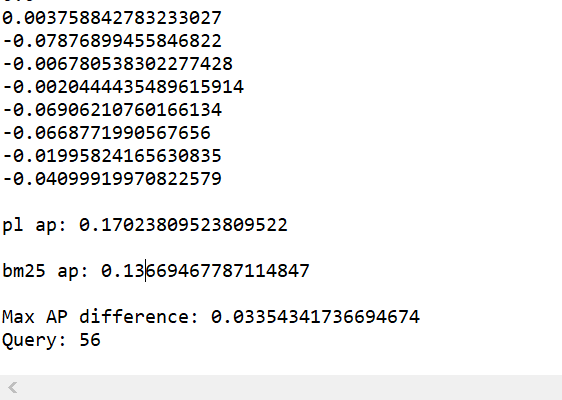 0.003758842783233027
-0.07876899455846822
-0.006780538302277428
-0.0020444435489615914
-0.06906210760166134
-0.0668771990567656
-0.01995824165630835
-0.04099919970822579
pl ap: 0.17023809523809522
bm25 ap: 0.13669467787114847
Max AP difference: 0.03354341736694674
Query: 56